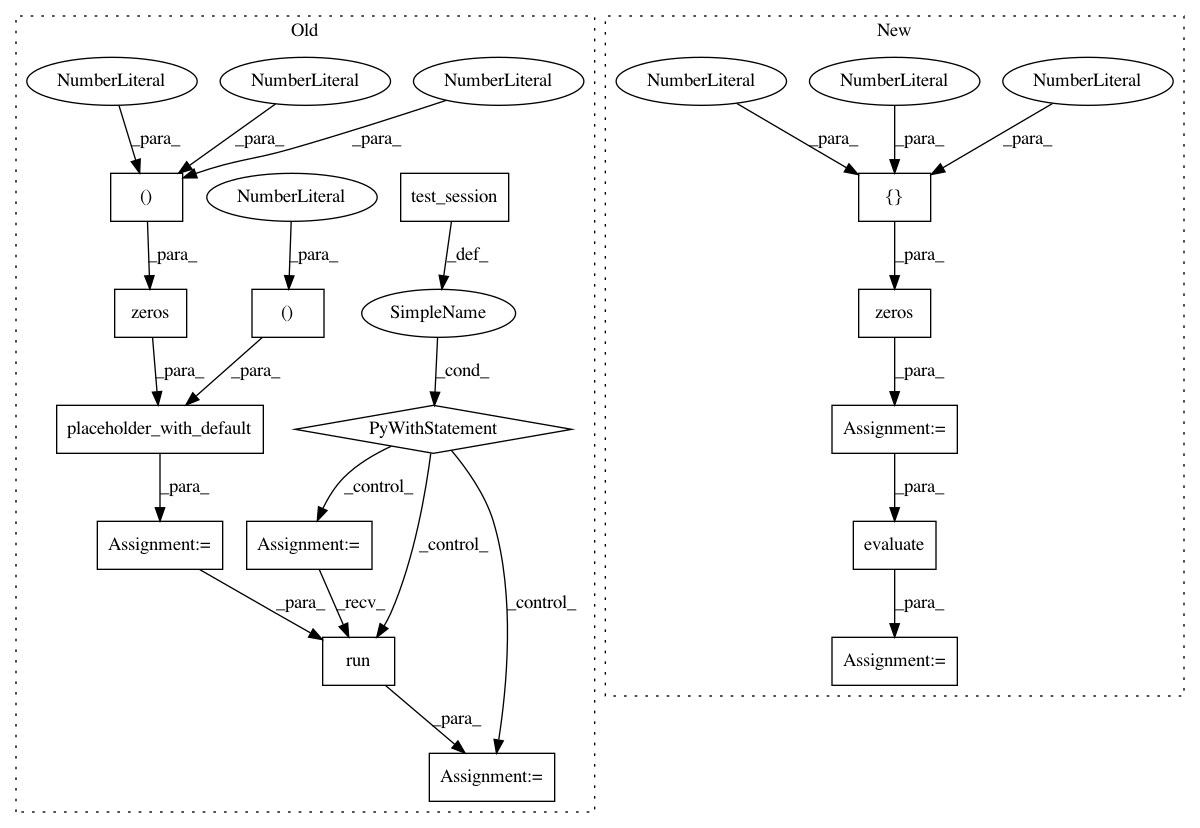 Old
New
NumberLiteral
NumberLiteral
NumberLiteral
NumberLiteral
NumberLiteral
NumberLiteral
_para_
_para_
_para_
_para_
_para_
_para_
()
NumberLiteral
test_session
{}
_para_
_para_
_def_
_para_
zeros
()
SimpleName
zeros
_para_
_para_
_cond_
_para_
placeholder_with_default
PyWithStatement
Assignment:=
_para_
_control_
_para_
Assignment:=
Assignment:=
_control_
evaluate
_para_
_recv_
_control_
_para_
run
Assignment:=
_para_
Assignment:=